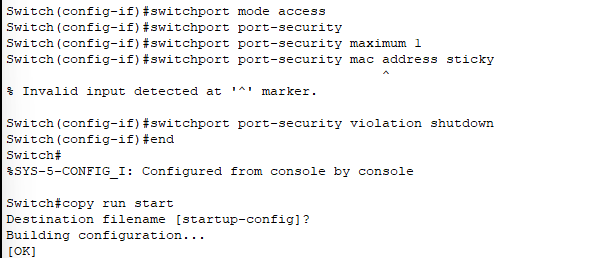 Switch(config-if)#switchport mode access
Switch(config-if)#switchport port-security
Switch(config-if)#switchport port-security maximum 1
Switch(config-if)#switchport port-security mac address sticky
^
% Invalid input detected at '^' marker.
Switch(config-if)#switchport port-security violation shutdown
Switch(config-if)#end
Switch#
%SYS-5-CONFIG_I: Configured from console by console
Switch#copy run start
Destination filename [startup-config]?
Building configuration...
[OK]